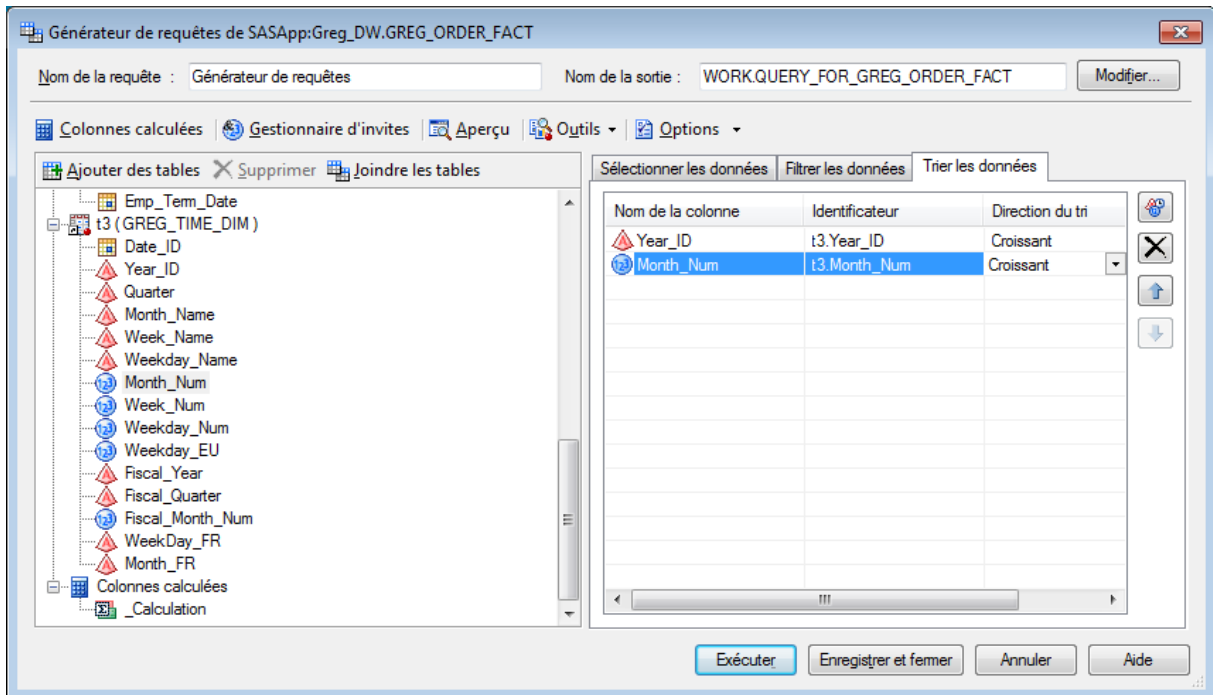 Générateur de requêtes de SASApp:Greg_DW.GREG_ORDER_FACT
Nom de la requête : Générateur de requêtes Nom de la sortie : WORK.QUERY_FOR_GREG_ORDER_FACT Modifier...
Colonnes calculées Gestionnaire d'invites Aperçu Outils Options
Ajouter des tables Supprimer Joindre les tables
Emp_Term_Date
t3 ( GREG_TIME_DIM )
Date_ID
Year_ID
Quarter
Month_Name
Week_Name
Weekday_Name
Month_Num
Week_Num
Weekday_Num
Weekday_EU
Fiscal_Year
Fiscal_Quarter
Fiscal_Month_Num
WeekDay_FR
Month_FR
Colonnes calculées
_Calculation
Sélectionner les données Filtrer les données Trier les données
Nom de la colonne Identificateur Direction du tri
Year_ID t3.Year_ID Croissant
Month_Num t3.Month_Num Croissant
Exécuter Enregistrer et fermer Annuler Aide